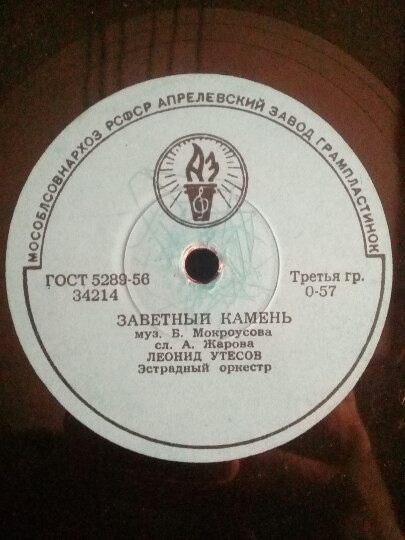 МОСОБЛСОВНАРХОЗ РСФСР АПРЕЛЕВСКИЙ ЗАВОД ГРАМПЛАСТИНОК
АЗ
ГОСТ 5289-56
34214
Третья гр.
0-57
ЗАВЕТНЫЙ КАМЕНЬ
муз. Б. Мокроусова
сл. А. Жарова
ЛЕОНИД УТЕСОВ
Эстрадный оркестр